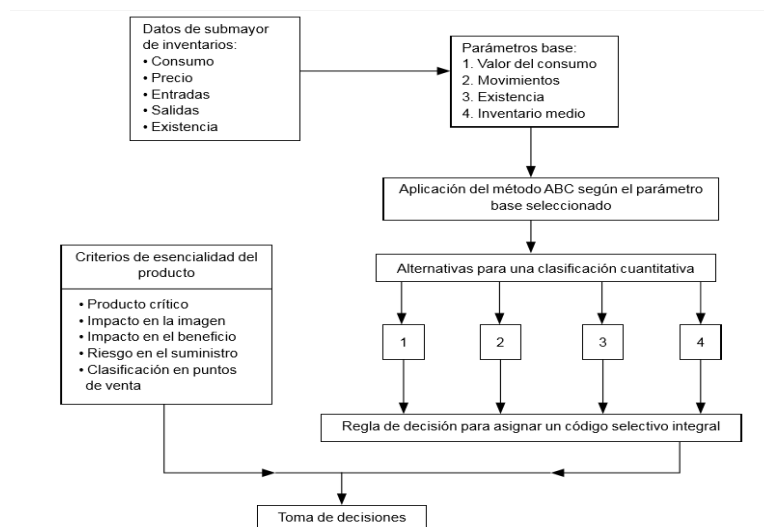 Datos de submayor
de inventarios:
• Consumo
• Precio
• Entradas
• Salidas
• Existencia
Parámetros base:
1. Valor del consumo
2. Movimientos
3. Existencia
4. Inventario medio
Aplicación del método ABC según el parámetro
base seleccionado
Alternativas para una clasificación cuantitativa
1
2
3
4
Regla de decisión para asignar un código selectivo integral
Criterios de esencialidad del
producto
• Producto crítico
• Impacto en la imagen
• Impacto en el beneficio
• Riesgo en el suministro
• Clasificación en puntos
de venta
Toma de decisiones